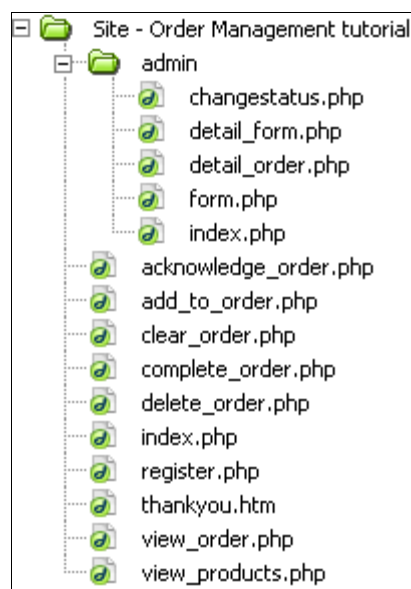 Site - Order Management tutorial
admin
changestatus.php
detail_form.php
detail_order.php
form.php
index.php
acknowledge_order.php
add_to_order.php
clear_order.php
complete_order.php
delete_order.php
index.php
register.php
thankyou.htm
view_order.php
view_products.php